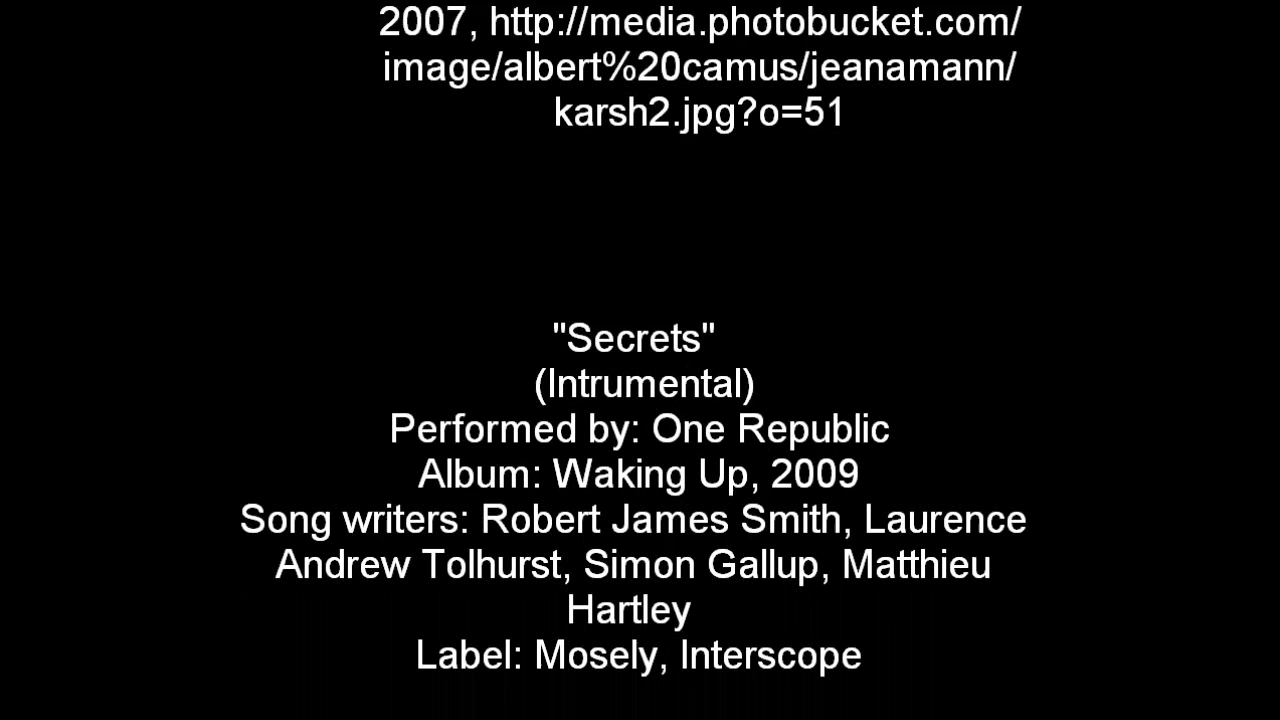 2007, http://media.photobucket.com/
image/albert%20camus/jeanamann/
karsh2.jpg?o=51
"Secrets"
(Intrumental)
Performed by: One Republic
Album: Waking Up, 2009
Song writers: Robert James Smith, Laurence
Andrew Tolhurst, Simon Gallup, Matthieu
Hartley
Label: Mosely, Interscope